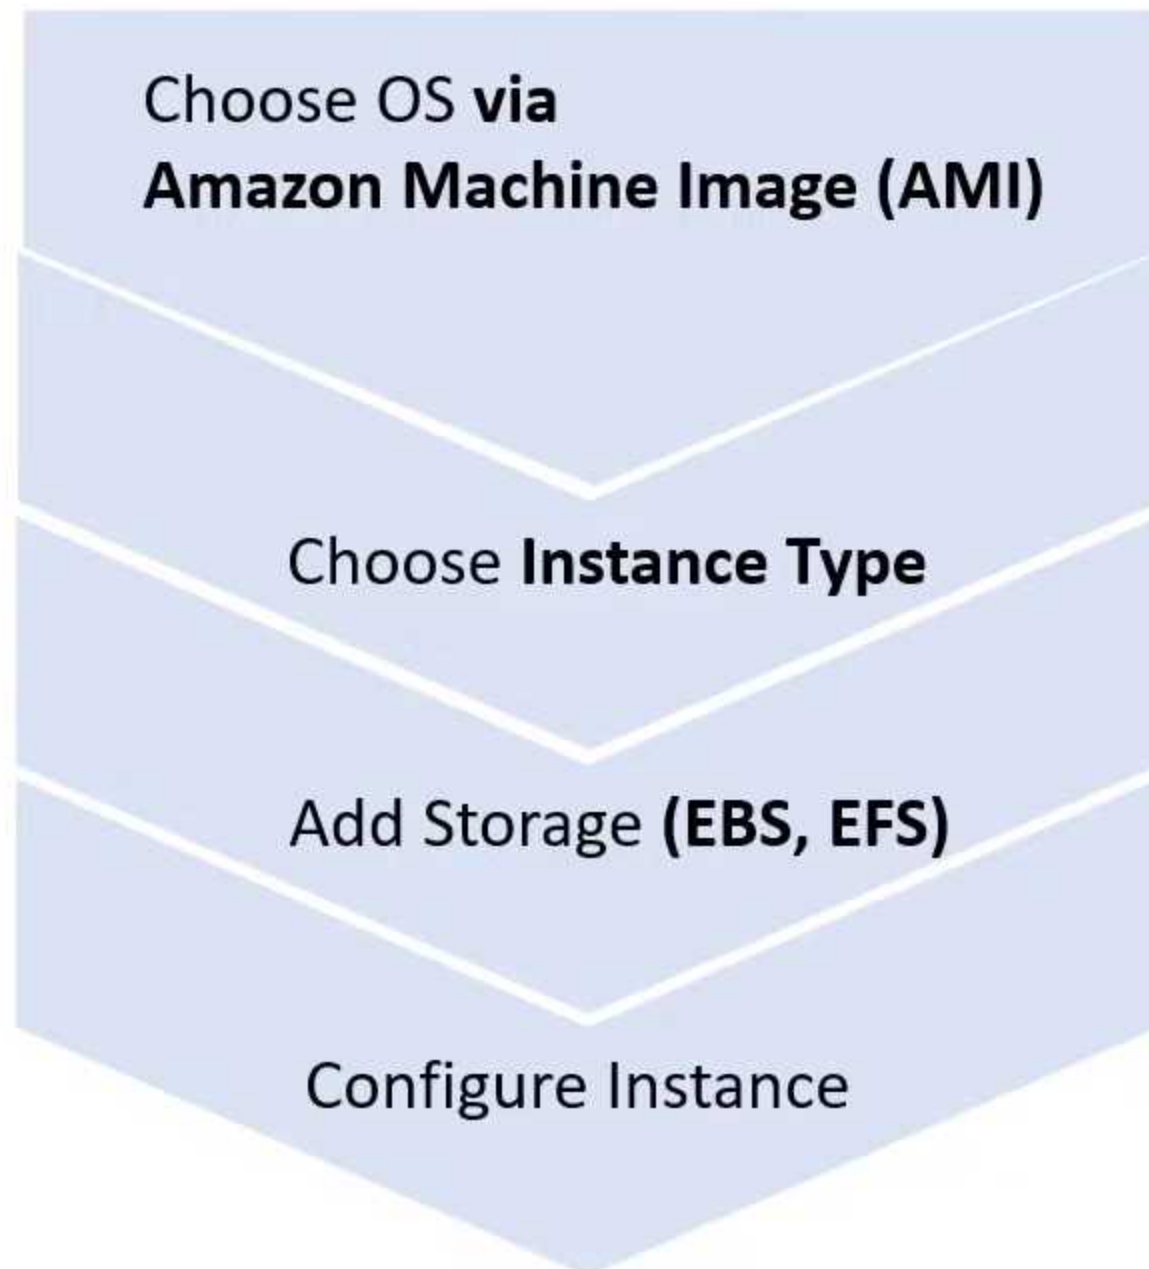 Choose OS via
Amazon Machine Image (AMI)
Choose Instance Type
Add Storage (EBS, EFS)
Configure Instance